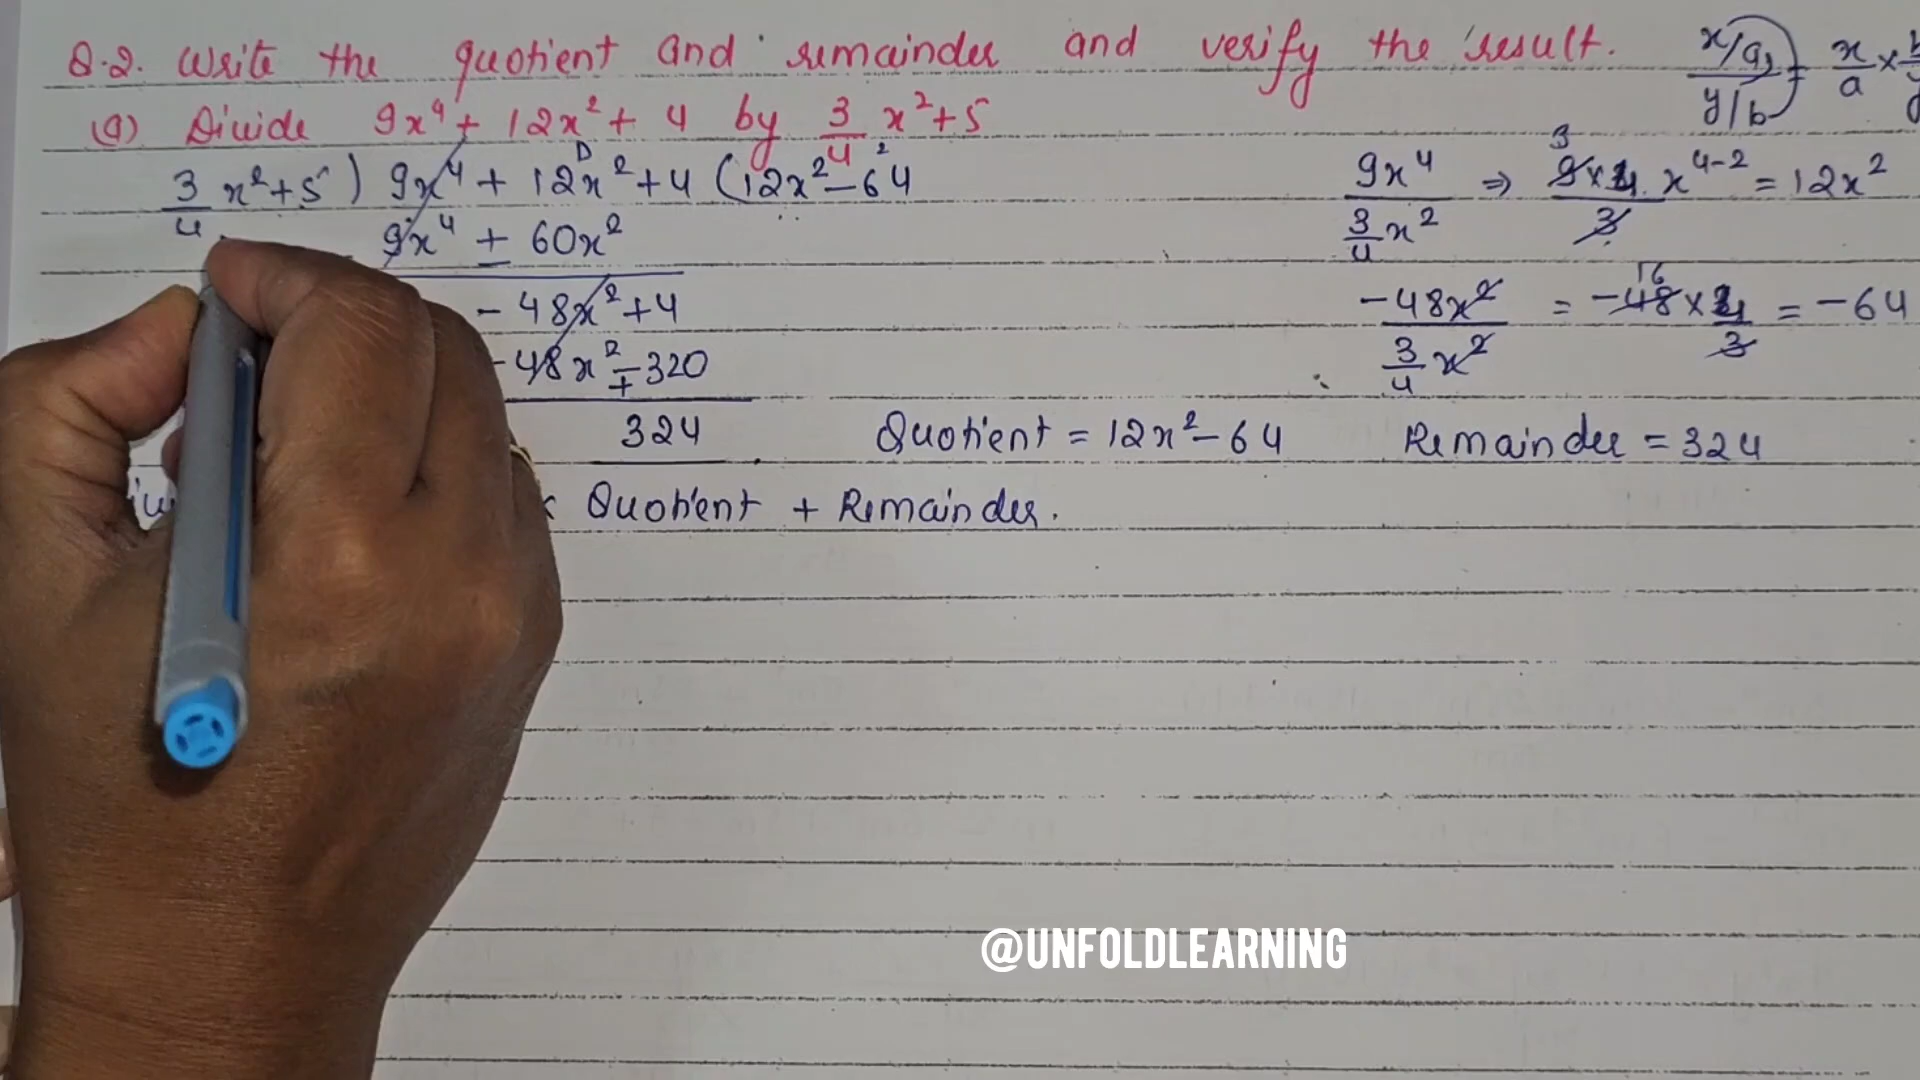 Q.2. Write the quotient and remainder and verify the result.
(a) Divide 9x⁴ + 12x² + 4 by 3/4 x² + 5
3/4 x² + 5 ) 9x⁴ + 12x² + 4 ( 12x² - 64
9x⁴ + 60x²
- 48x² + 4
- 48x² - 320
+
324
Quotient = 12x² - 64
Remainder = 324
× Quotient + Remainder.
x/a / y/b = x/a ×
9x⁴ / 3/4 x² ⇒ 9×4 / 3 x⁴⁻² = 12x²
3
-48x² / 3/4 x² = -48 × 4/3 = -64
16
@UNFOLDLEARNING